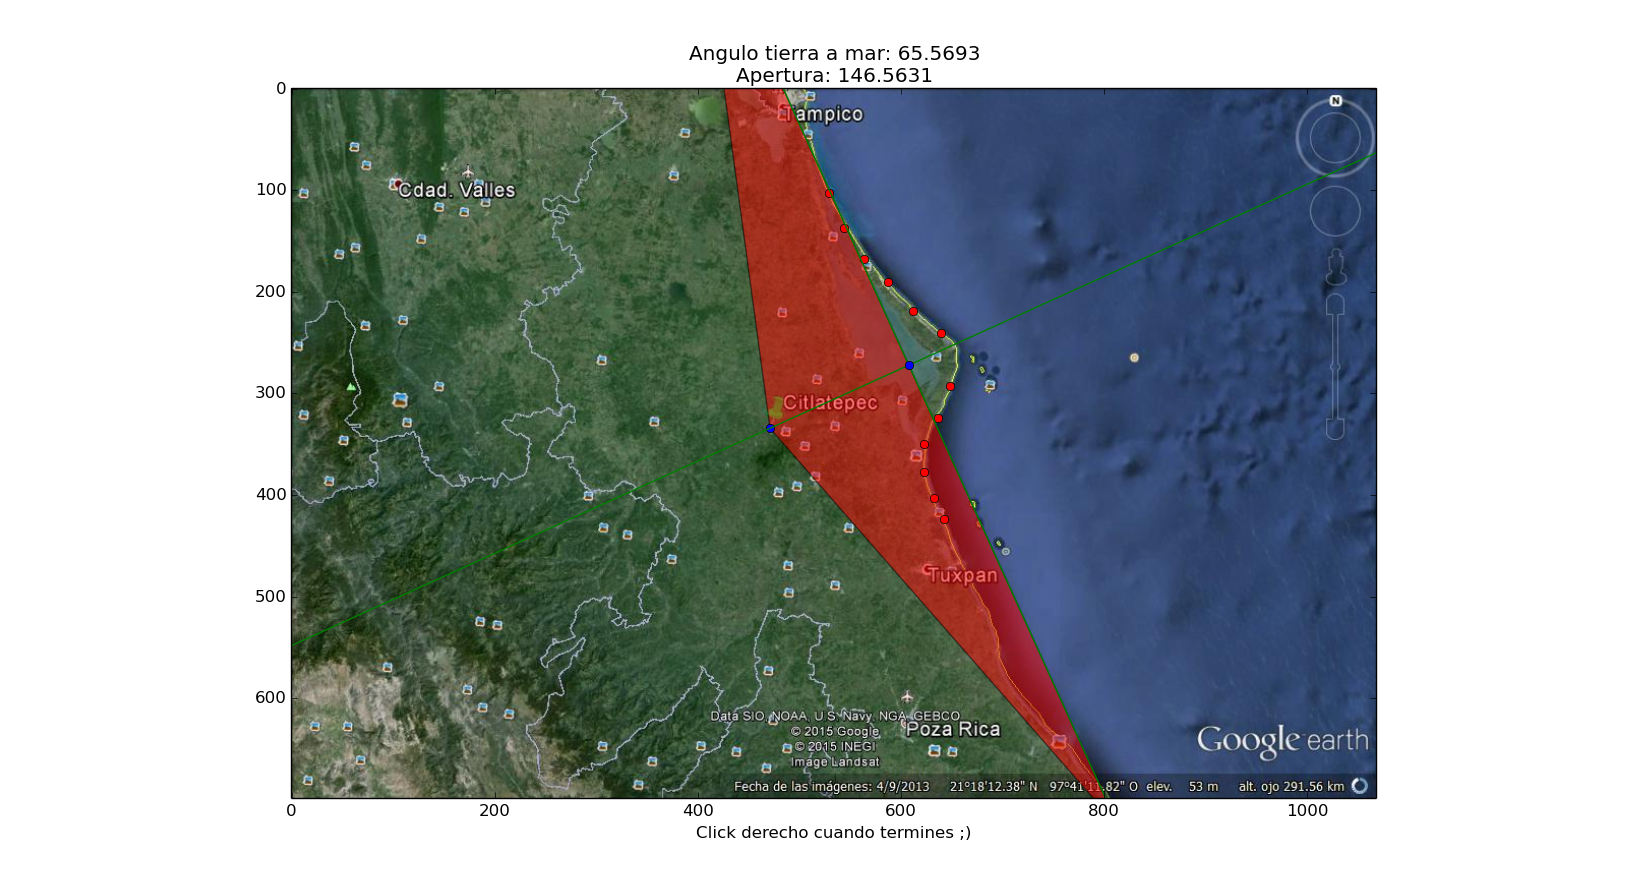 Angulo tierra a mar: 65.5693
Apertura: 146.5631
0
100
200
300
400
500
600
0
200
400
600
800
1000
N
Tampico
Cdad. Valles
Citlatepec
Tuxpan
Poza Rica
Data SIO, NOAA, U.S. Navy, NGA, GEBCO
© 2015 Google
© 2015 INEGI
Image Landsat
Google earth
Fecha de las imágenes: 4/9/2013 21°18'12.38" N 97°41'11.82" O elev. 53 m alt. ojo 291.56 km
Click derecho cuando termines ;)